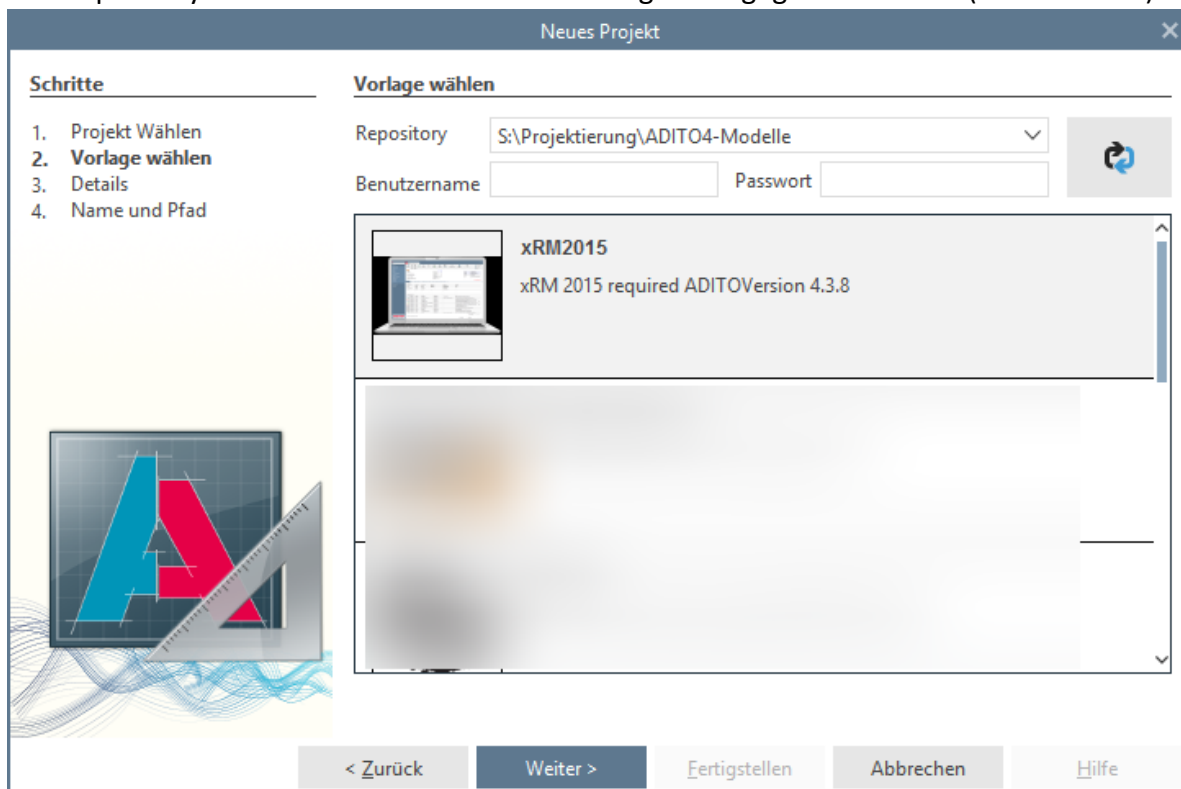 Neues Projekt
Schritte
1. Projekt Wählen
2. Vorlage wählen
3. Details
4. Name und Pfad
Vorlage wählen
Repository S:\Projektierung\ADITO4-Modelle
Benutzername Passwort
xRM2015
xRM 2015 required ADITOVersion 4.3.8
< Zurück Weiter > Fertigstellen Abbrechen Hilfe